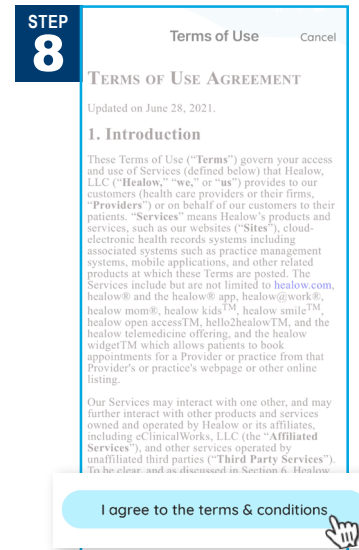 STEP
8
Terms of Use Cancel
TERMS OF USE AGREEMENT
Updated on June 28, 2021.
1. Introduction
These Terms of Use (“Terms”) govern your access
and use of Services (defined below) that Healow,
LLC (“Healow,” “we,” or “us”) provides to our
customers (health care providers or their firms,
“Providers”) or on behalf of our customers to their
patients. “Services” means Healow’s products and
services, such as our websites (“Sites”), cloud-
electronic health records systems including
associated systems such as practice management
systems, mobile applications, and other related
products at which these Terms are posted. The
Services include but are not limited to healow.com,
healow® and the healow® app, healow@work®,
healow mom®, healow kidsTM, healow smileTM,
healow open accessTM, hello2healowTM, and the
healow telemedicine offering, and the healow
widgetTM which allows patients to book
appointments for a Provider or practice from that
Provider's or practice's webpage or other online
listing.
Our Services may interact with one other, and may
further interact with other products and services
owned and operated by Healow or its affiliates,
including eClinicalWorks, LLC (the “Affiliated
Services”), and other services operated by
unaffiliated third parties (“Third Party Services”).
To be clear, and as discussed in Section 6, Healow
I agree to the terms & conditions